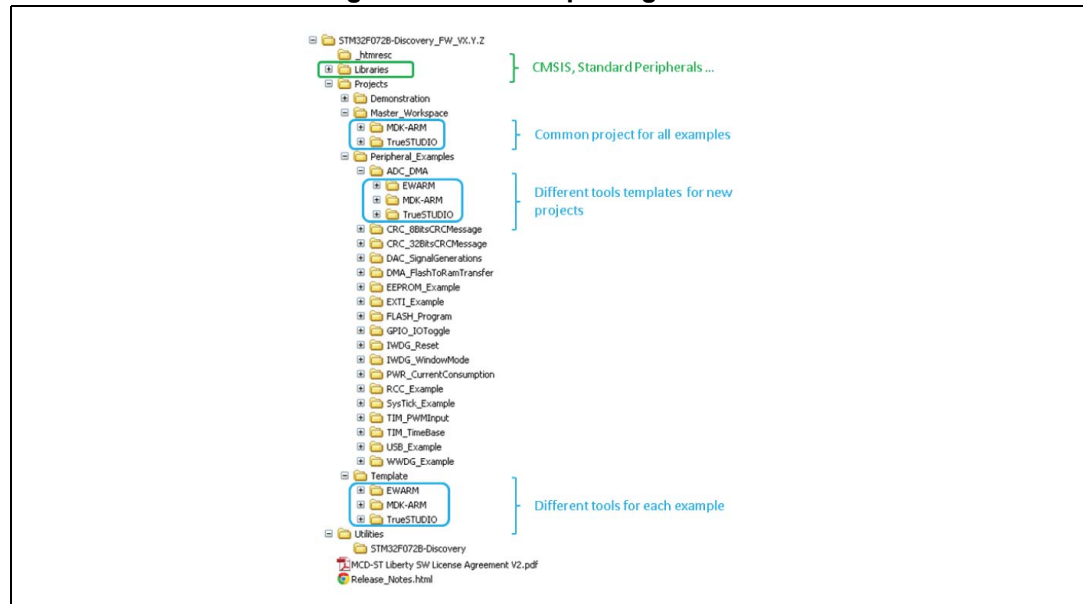 STM32F072B-Discovery_FW_VX.Y.Z
_htmresc
Libraries
CMSIS, Standard Peripherals ...
Projects
Demonstration
Master_Workspace
MDK-ARM
TrueSTUDIO
Common project for all examples
Peripheral_Examples
ADC_DMA
EWARM
MDK-ARM
TrueSTUDIO
Different tools templates for new
projects
CRC_8BitsCRCMessage
CRC_32BitsCRCMessage
DAC_SignalGenerations
DMA_FlashToRamTransfer
EEPROM_Example
EXTI_Example
FLASH_Program
GPIO_IOToggle
IWDG_Reset
IWDG_WindowMode
PWR_CurrentConsumption
RCC_Example
SysTick_Example
TIM_PWMInput
TIM_TimeBase
USB_Example
WWDG_Example
Template
EWARM
MDK-ARM
TrueSTUDIO
Different tools for each example
Utilities
STM32F072B-Discovery
MCD-ST Liberty SW License Agreement V2.pdf
Release_Notes.html